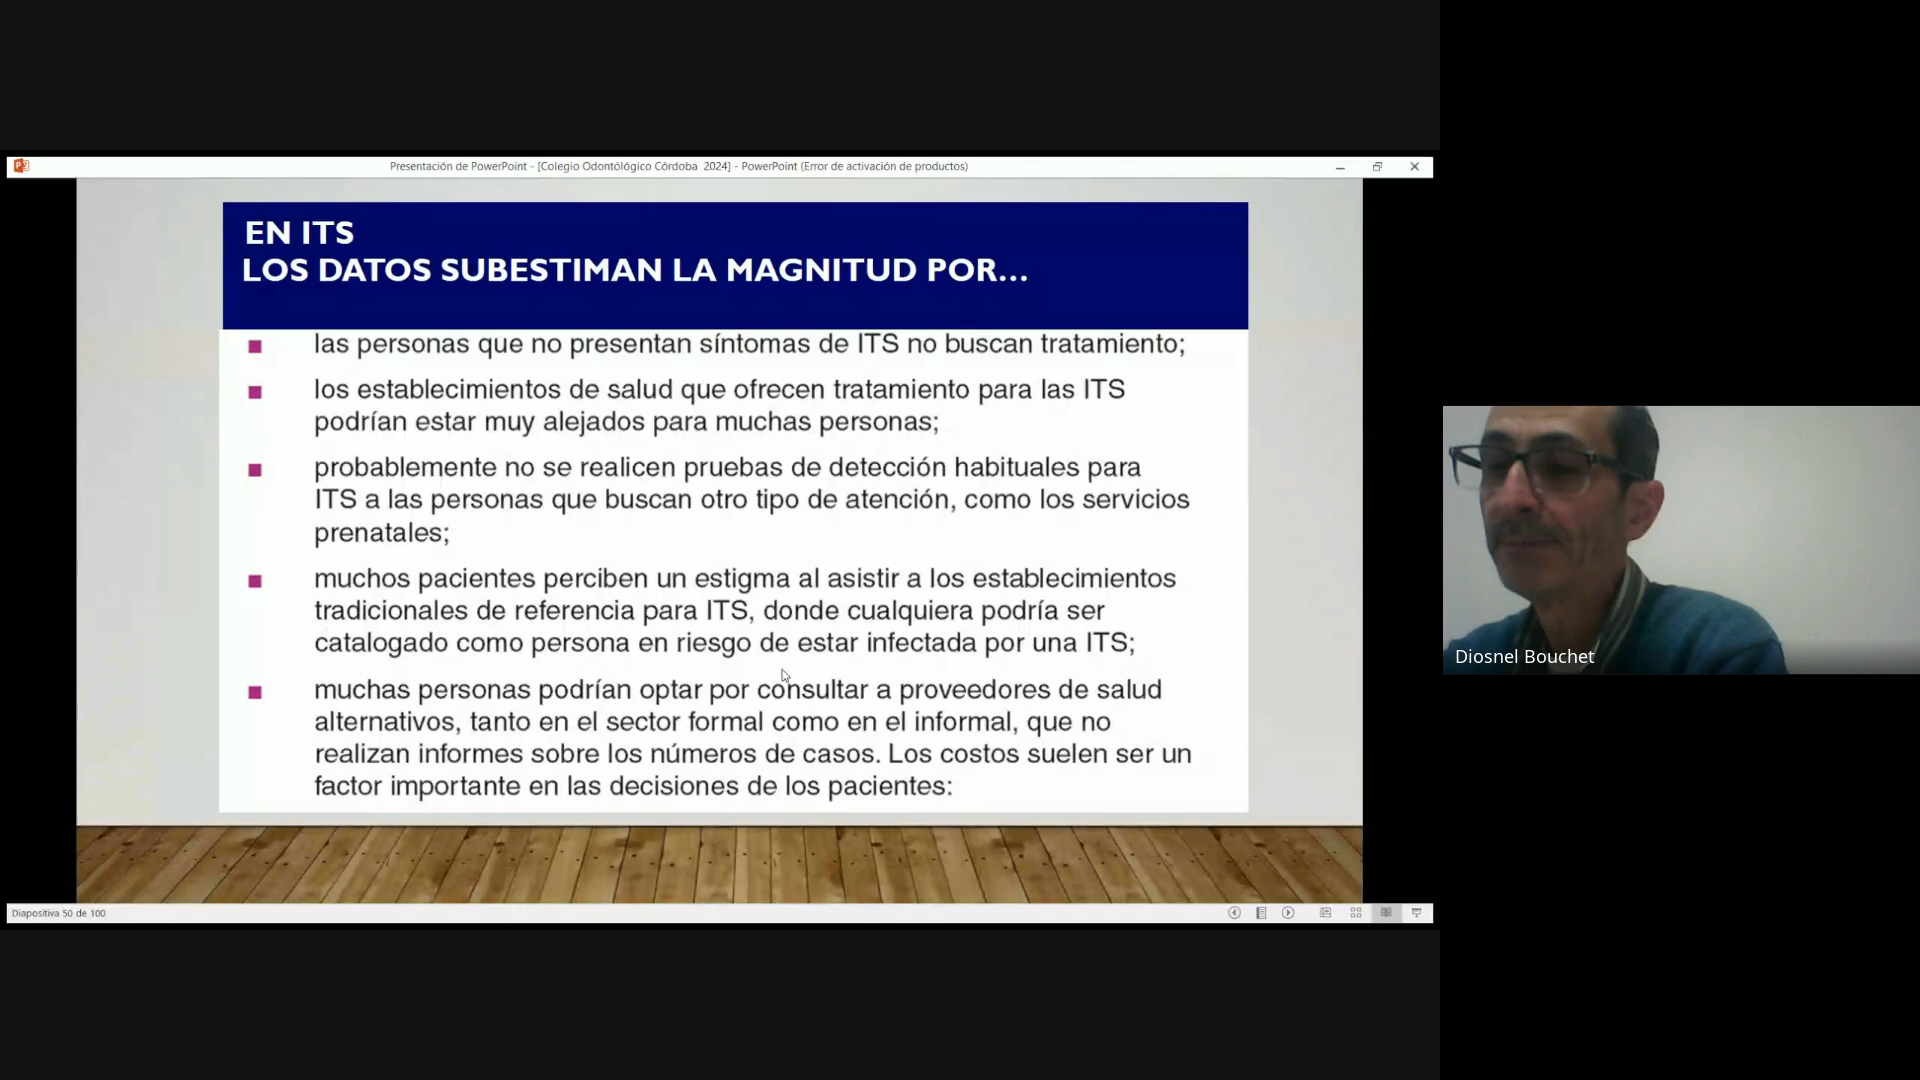 Presentación de PowerPoint - [Colegio Odontólógico Córdoba 2024] - PowerPoint (Error de activación de productos)
EN ITS
LOS DATOS SUBESTIMAN LA MAGNITUD POR...
las personas que no presentan síntomas de ITS no buscan tratamiento;
los establecimientos de salud que ofrecen tratamiento para las ITS
podrían estar muy alejados para muchas personas;
probablemente no se realicen pruebas de detección habituales para
ITS a las personas que buscan otro tipo de atención, como los servicios
prenatales;
muchos pacientes perciben un estigma al asistir a los establecimientos
tradicionales de referencia para ITS, donde cualquiera podría ser
catalogado como persona en riesgo de estar infectada por una ITS;
muchas personas podrían optar por consultar a proveedores de salud
alternativos, tanto en el sector formal como en el informal, que no
realizan informes sobre los números de casos. Los costos suelen ser un
factor importante en las decisiones de los pacientes:
Diapositiva 50 de 100
Diosnel Bouchet